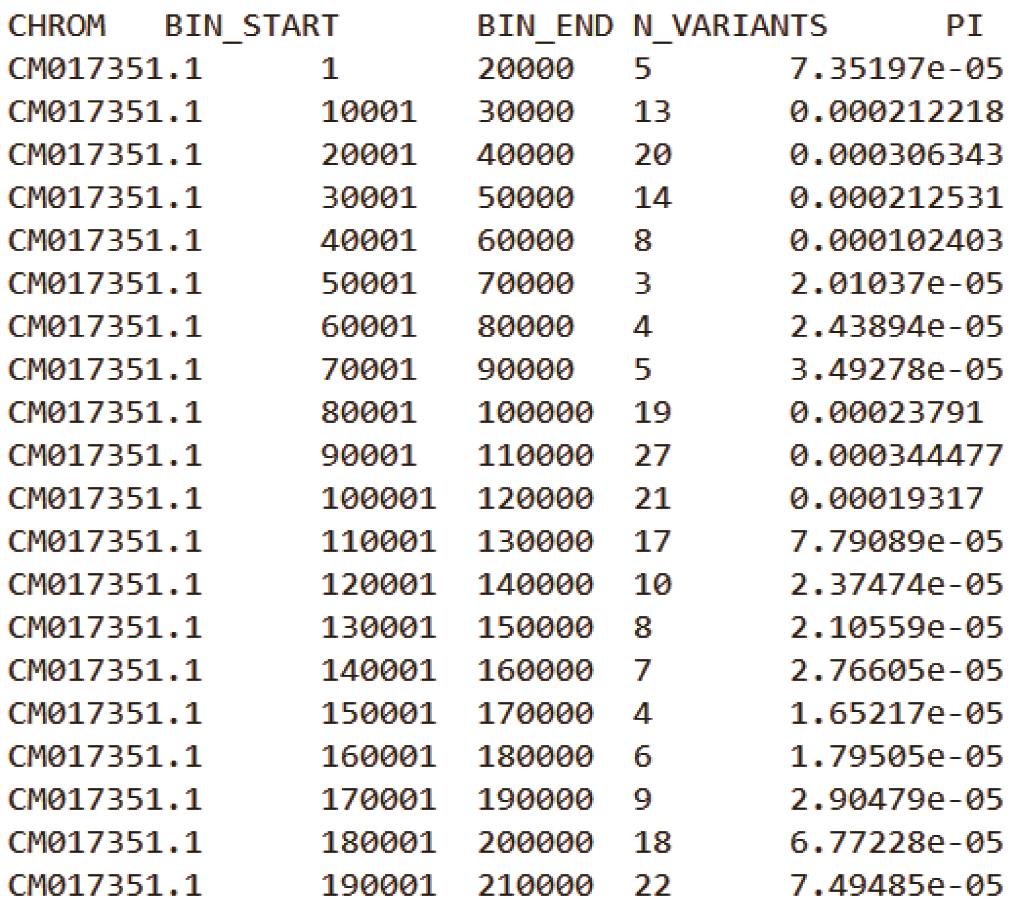 CHROM BIN_START BIN_END N_VARIANTS PI
CM017351.1 1 20000 5 7.35197e-05
CM017351.1 10001 30000 13 0.000212218
CM017351.1 20001 40000 20 0.000306343
CM017351.1 30001 50000 14 0.000212531
CM017351.1 40001 60000 8 0.000102403
CM017351.1 50001 70000 3 2.01037e-05
CM017351.1 60001 80000 4 2.43894e-05
CM017351.1 70001 90000 5 3.49278e-05
CM017351.1 80001 100000 19 0.00023791
CM017351.1 90001 110000 27 0.000344477
CM017351.1 100001 120000 21 0.00019317
CM017351.1 110001 130000 17 7.79089e-05
CM017351.1 120001 140000 10 2.37474e-05
CM017351.1 130001 150000 8 2.10559e-05
CM017351.1 140001 160000 7 2.76605e-05
CM017351.1 150001 170000 4 1.65217e-05
CM017351.1 160001 180000 6 1.79505e-05
CM017351.1 170001 190000 9 2.90479e-05
CM017351.1 180001 200000 18 6.77228e-05
CM017351.1 190001 210000 22 7.49485e-05